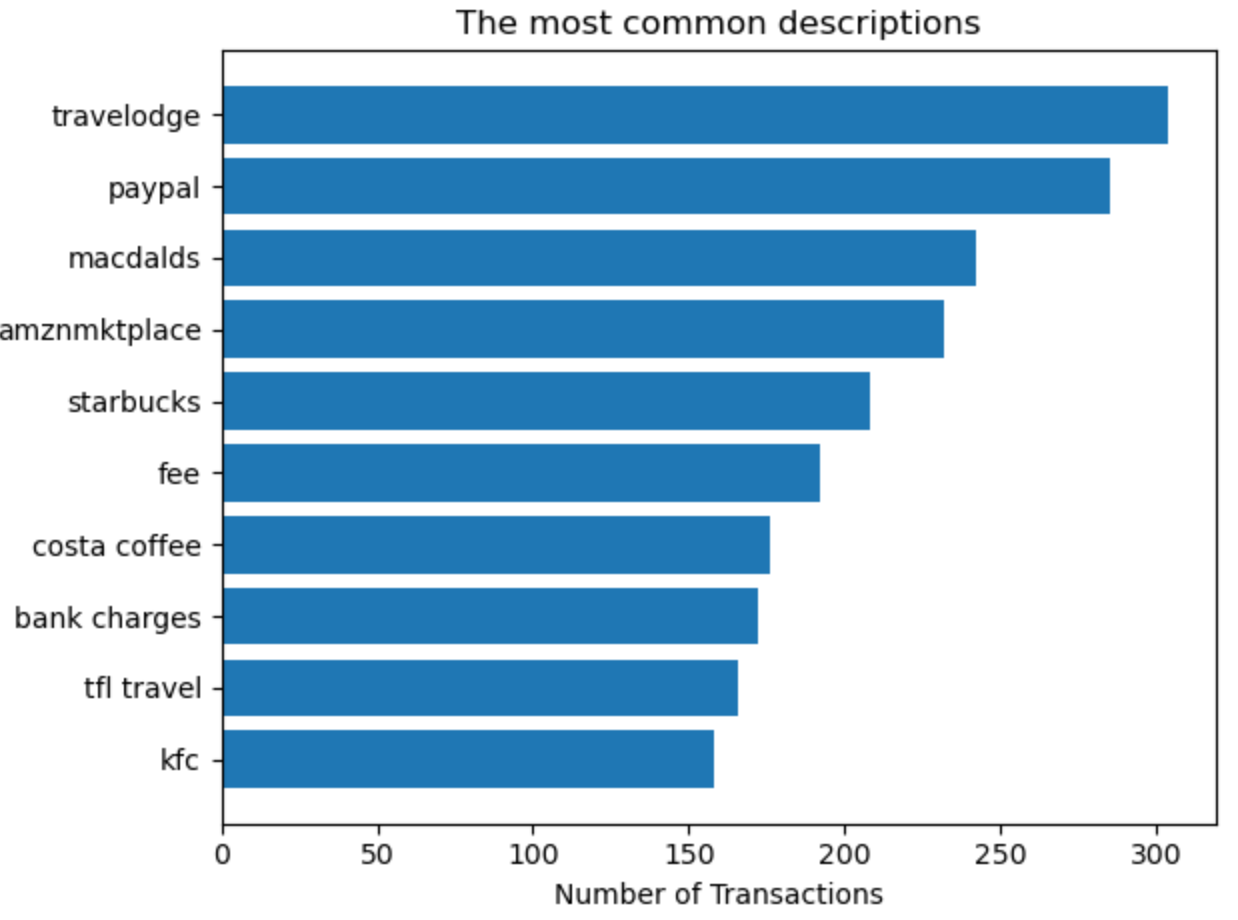 The most common descriptions
travelodge
paypal
macdalds
amznmktplace
starbucks
fee
costa coffee
bank charges
tfl travel
kfc
0 50 100 150 200 250 300
Number of Transactions